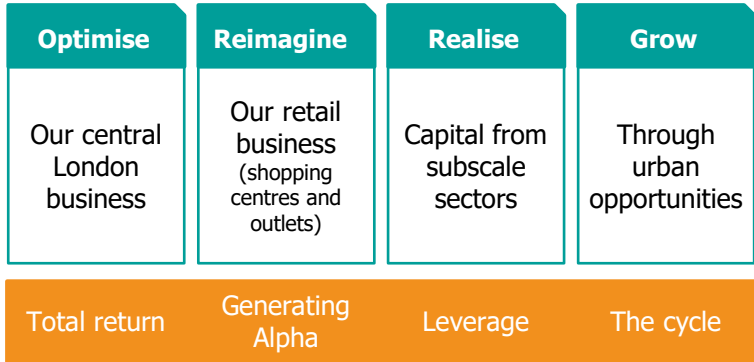 Optimise
Our central
London
business
Reimagine
Our retail
business
(shopping
centres and
outlets)
Realise
Capital from
subscale
sectors
Grow
Through
urban
opportunities
Total return
Generating
Alpha
Leverage
The cycle